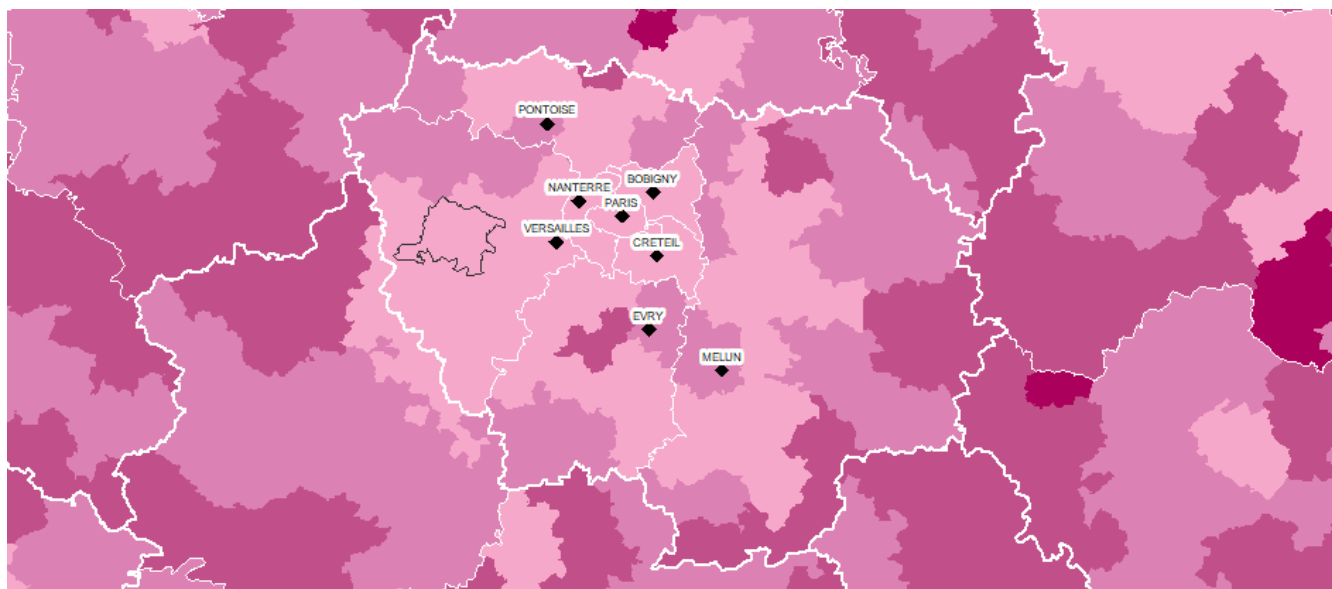 PONTOISE
BOBIGNY
NANTERRE
PARIS
VERSAILLES
CRETEIL
EVRY
MELUN